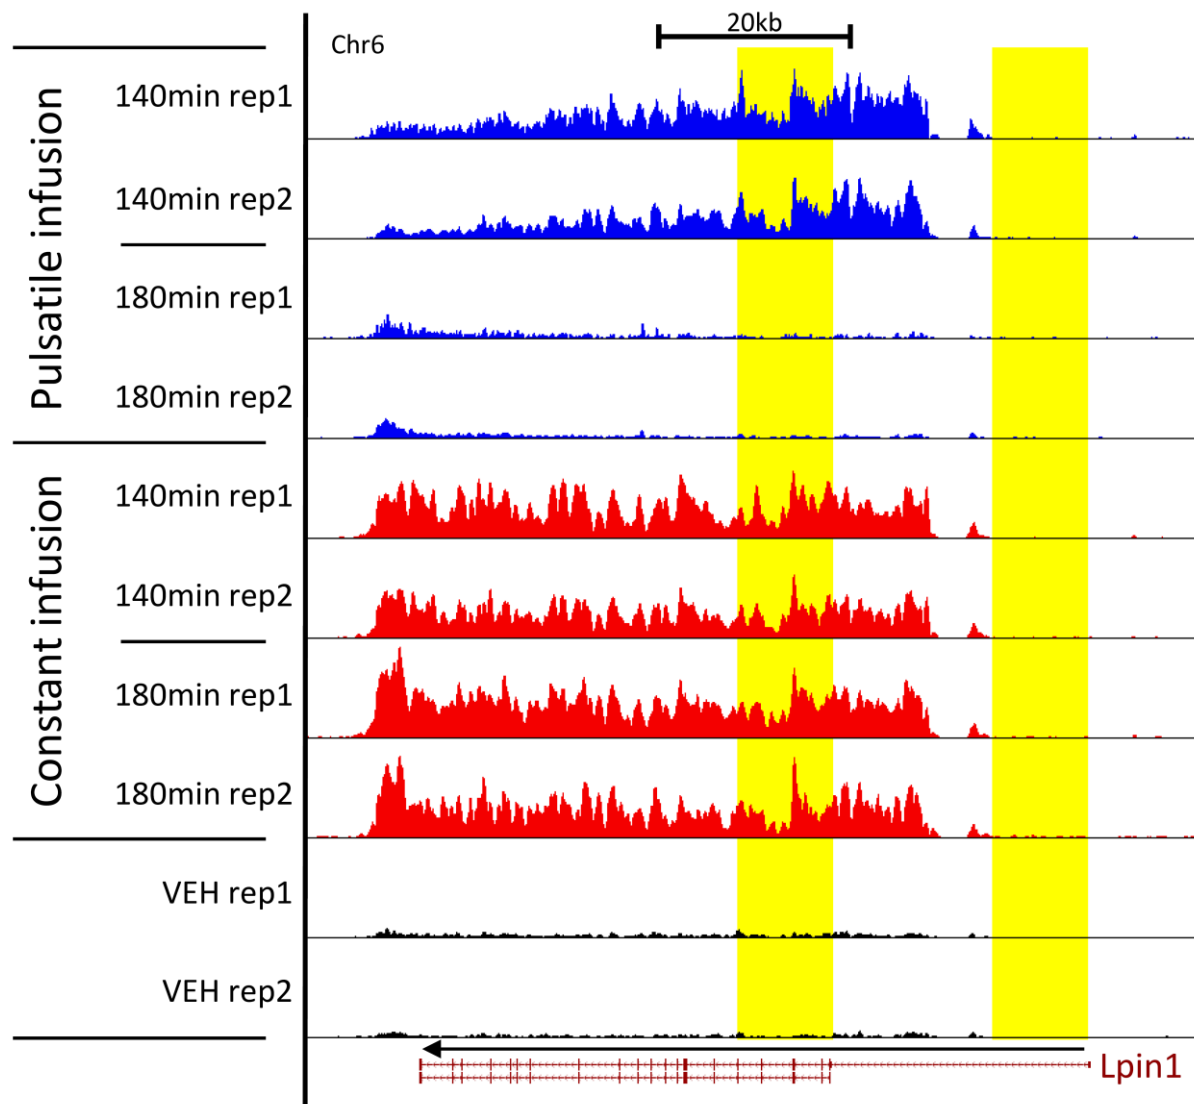 20kb
Chr6
Pulsatile infusion
140min rep1
140min rep2
180min rep1
180min rep2
Constant infusion
140min rep1
140min rep2
180min rep1
180min rep2
VEH rep1
VEH rep2
Lpin1